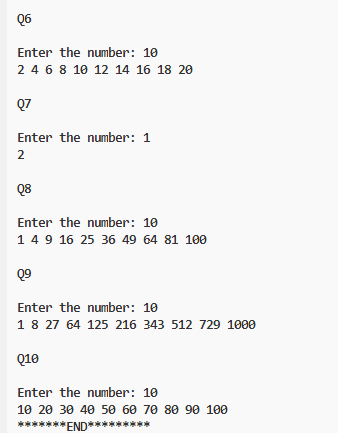 Q6
Enter the number: 10
2 4 6 8 10 12 14 16 18 20
Q7
Enter the number: 1
2
Q8
Enter the number: 10
1 4 9 16 25 36 49 64 81 100
Q9
Enter the number: 10
1 8 27 64 125 216 343 512 729 1000
Q10
Enter the number: 10
10 20 30 40 50 60 70 80 90 100
*******END*********